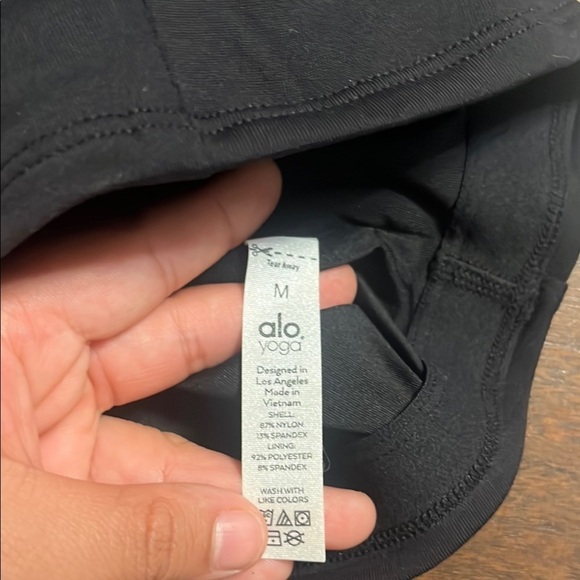 Tear Away
M
alo
yoga
Designed in
Los Angeles
Made in
Vietnam
SHELL:
87% NYLON
13% SPANDEX
LINING:
92% POLYESTER
8% SPANDEX
WASH WITH
LIKE COLORS